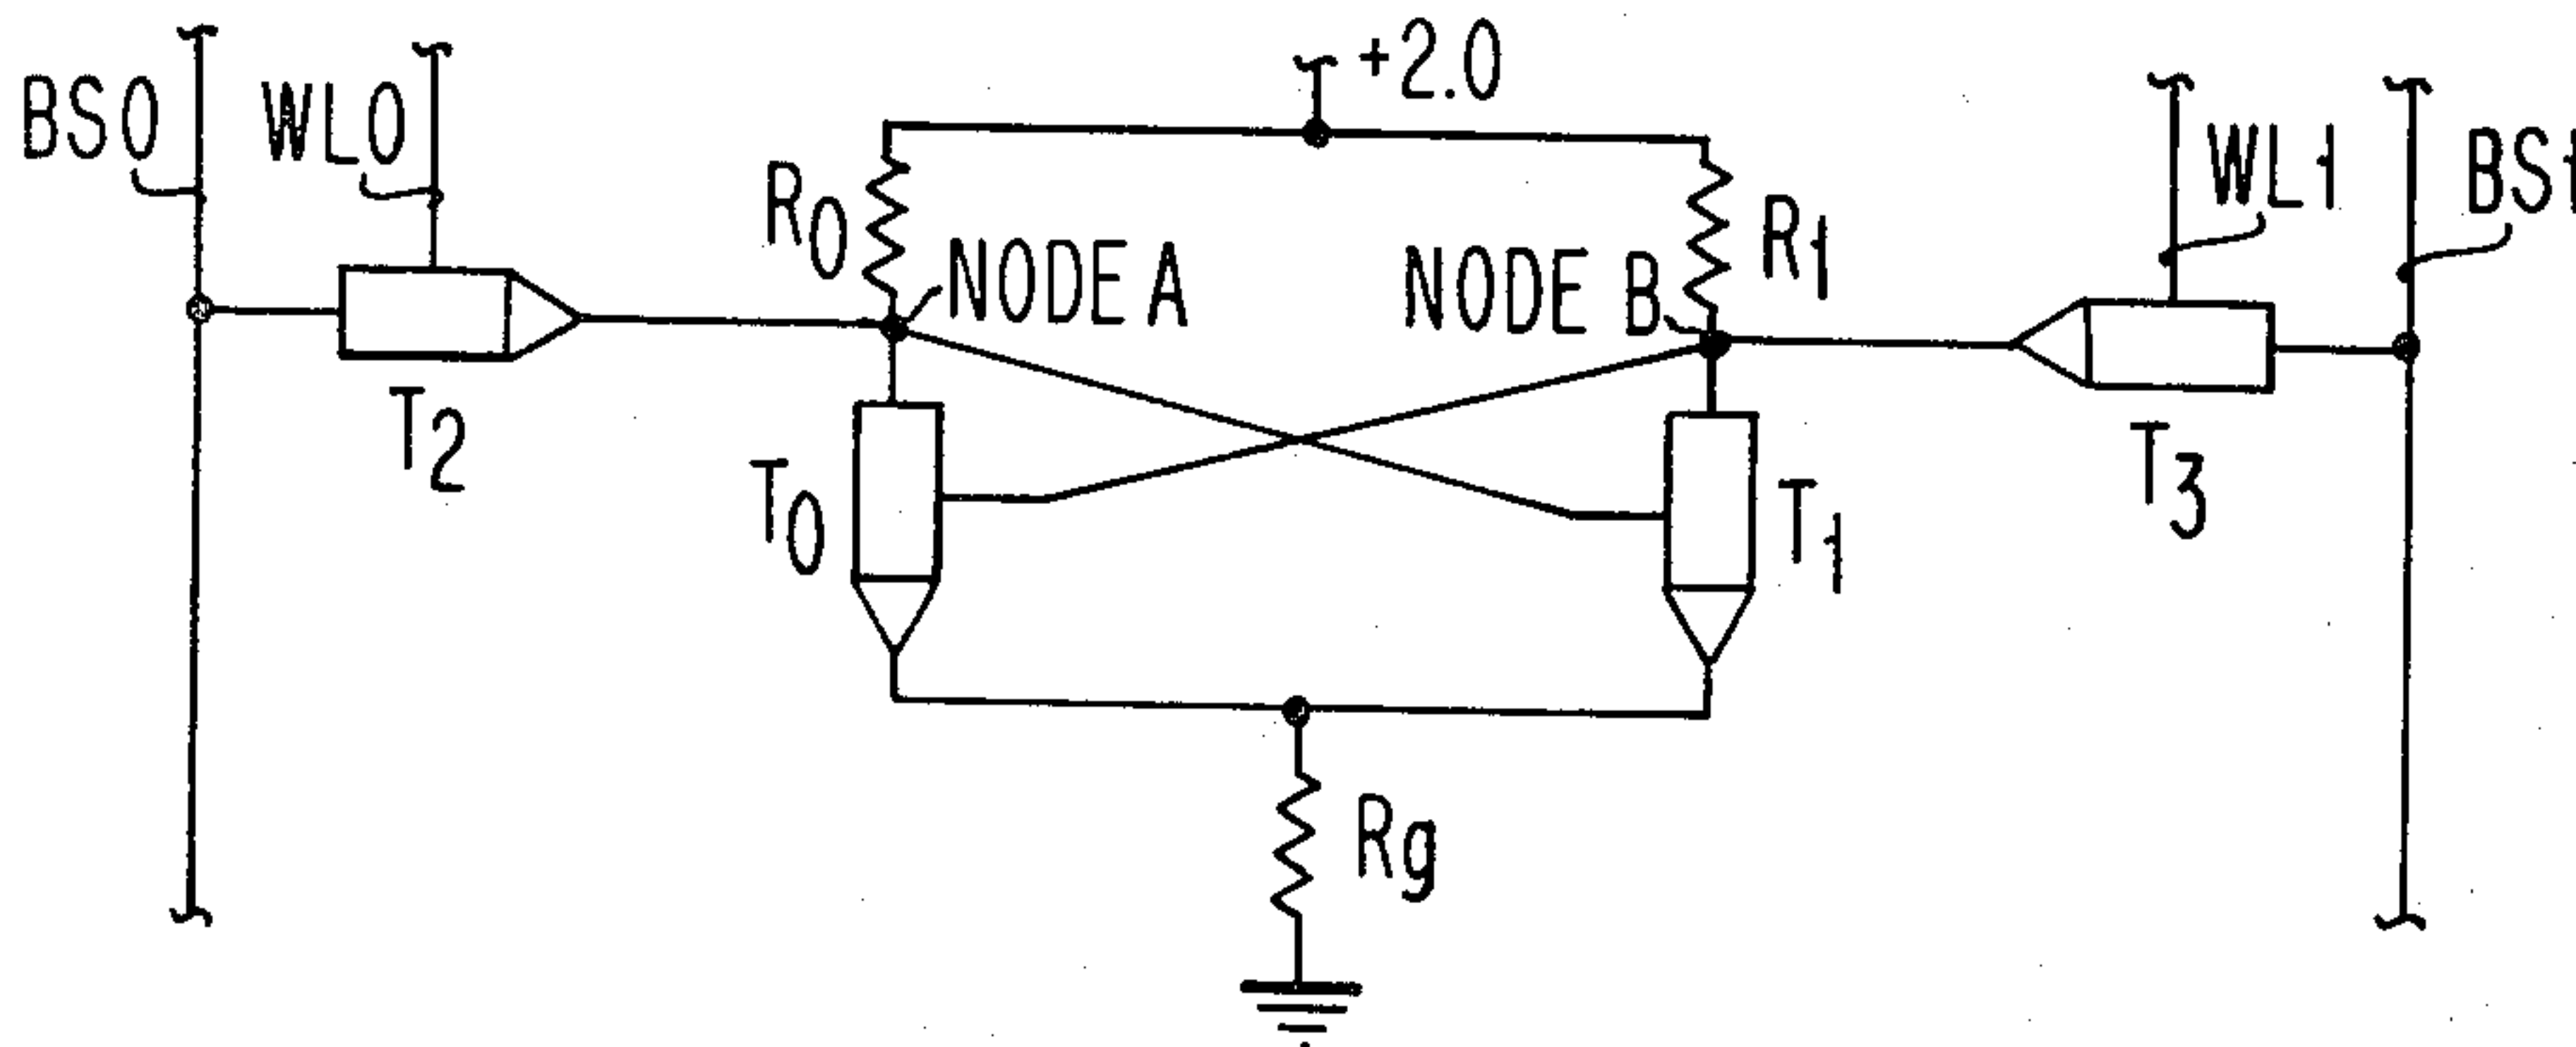 BS0
WL0
+2.0
WL1
BS1
R0
NODE A
NODE B
R1
T2
T0
T1
T3
Rg